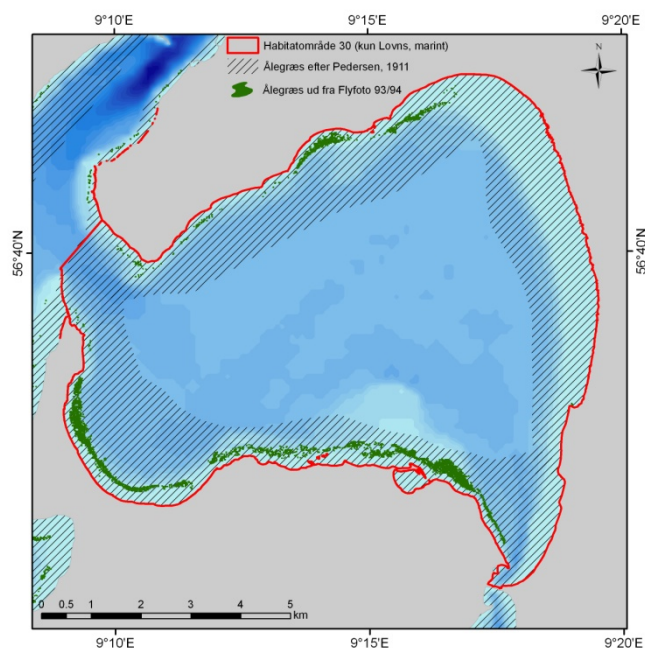 9°10'E 9°15'E 9°20'E
Habitatområde 30 (kun Lovns, marint)
Ålegræs efter Pedersen, 1911
Ålegræs ud fra Flyfoto 93/94
N
56°40'N 56°40'N
0 0.5 1 2 3 4 5
km
9°10'E 9°15'E 9°20'E